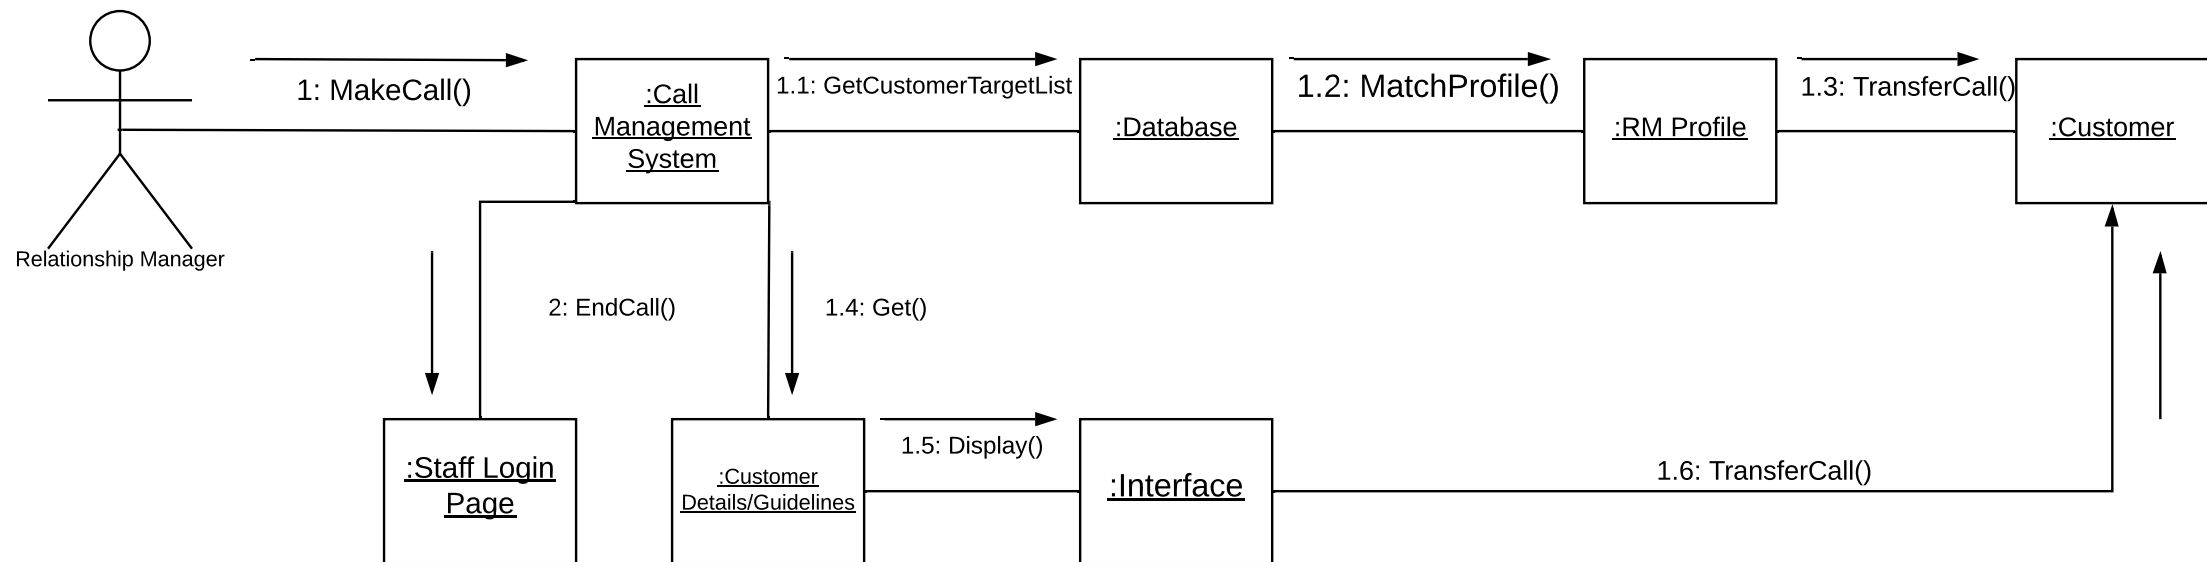 1: MakeCall()
:Call
Management
System
1.1: GetCustomerTargetList
:Database
1.2: MatchProfile()
:RM Profile
1.3: TransferCall()
:Customer
Relationship Manager
2: EndCall()
1.4: Get()
:Staff Login
Page
:Customer
Details/Guidelines
1.5: Display()
:Interface
1.6: TransferCall()